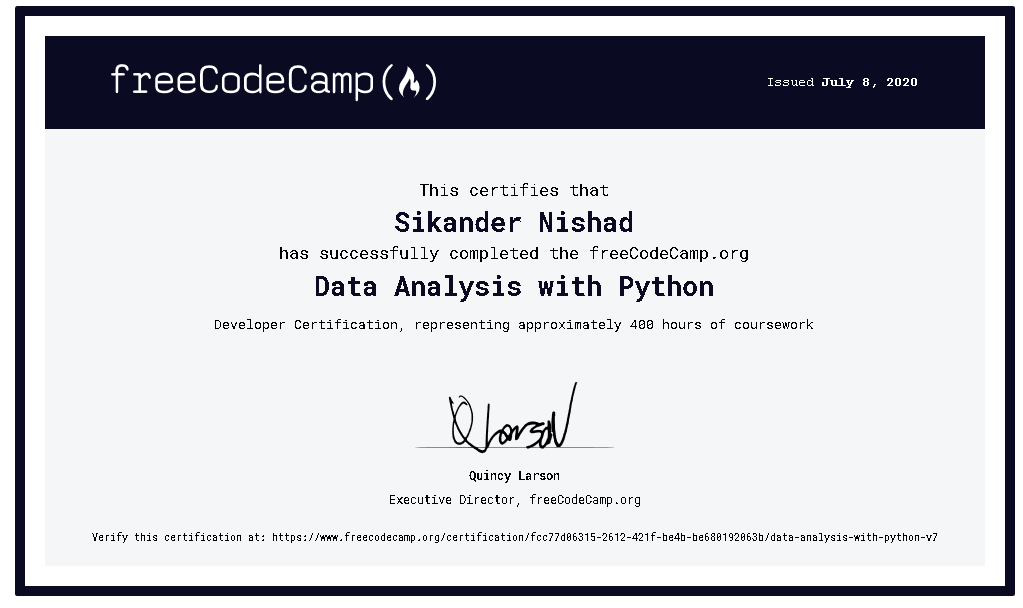 freeCodeCamp(🔥)
Issued July 8, 2020
This certifies that
Sikander Nishad
has successfully completed the freeCodeCamp.org
Data Analysis with Python
Developer Certification, representing approximately 400 hours of coursework
Q Larson
Quincy Larson
Executive Director, freeCodeCamp.org
Verify this certification at: https://www.freecodecamp.org/certification/fcc77d06315-2612-421f-be4b-be680192063b/data-analysis-with-python-v7